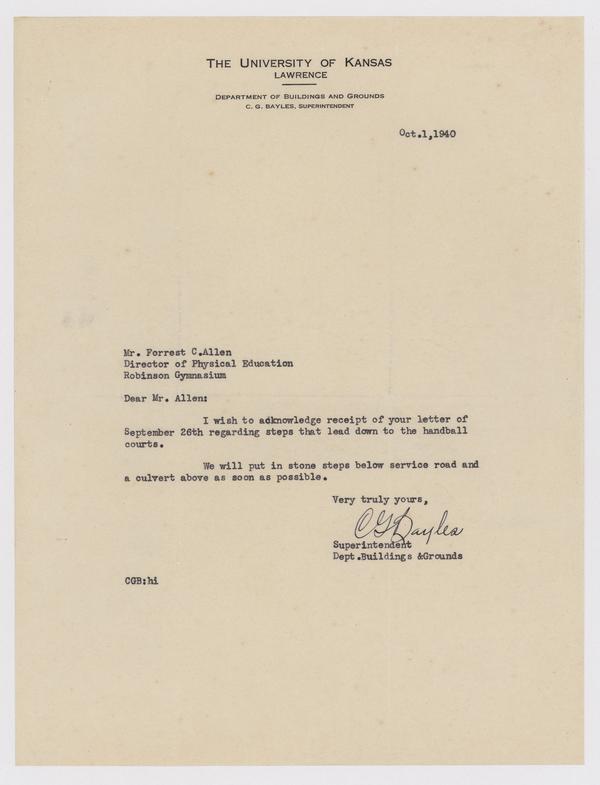 THE UNIVERSITY OF KANSAS
LAWRENCE
DEPARTMENT OF BUILDINGS AND GROUNDS
C. G. BAYLES, SUPERINTENDENT
Oct.1,1940
Mr. Forrest C.Allen
Director of Physical Education
Robinson Gymnasium
Dear Mr. Allen:
I wish to acknowledge receipt of your letter of
September 26th regarding steps that lead down to the handball
courts.
We will put in stone steps below service road and
a culvert above as soon as possible.
Very truly yours,
CGBayles
Superintendent
Dept.Buildings &Grounds
CGB:hi